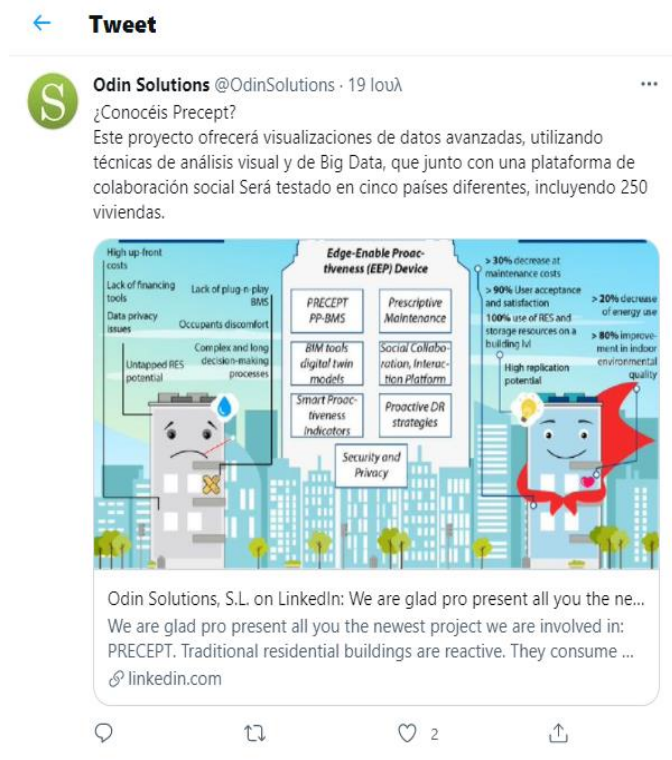 Tweet
Odin Solutions @OdinSolutions · 19 Ιουλ
¿Conocéis Precept?
Este proyecto ofrecerá visualizaciones de datos avanzadas, utilizando
técnicas de análisis visual y de Big Data, que junto con una plataforma de
colaboración social Será testado en cinco países diferentes, incluyendo 250
viviendas.
High up-front
costs
Lack of financing
tools
Data privacy
issues
Untapped RES
potential
Lack of plug-n-play
BMS
Occupants discomfort
Complex and long
decision-making
processes
Edge-Enable Proac-
tiveness (EEP) Device
PRECEPT
PP-BMS
Prescriptive
Maintenance
BIM tools
digital twin
models
Social Collabo-
ration, Interac-
tion Platform
Smart Proac-
tiveness
Indicators
Proactive DR
strategies
Security and
Privacy
> 30% decrease at
maintenance costs
> 90% User acceptance
and satisfaction
100% use of RES and
storage resources on a
building lvl
High replication
potential
> 20% decrease
of energy use
> 80% improve-
ment in indoor
environmental
quality
S
Odin Solutions, S.L. on LinkedIn: We are glad pro present all you the ne...
We are glad pro present all you the newest project we are involved in:
PRECEPT. Traditional residential buildings are reactive. They consume ...
linkedin.com
2